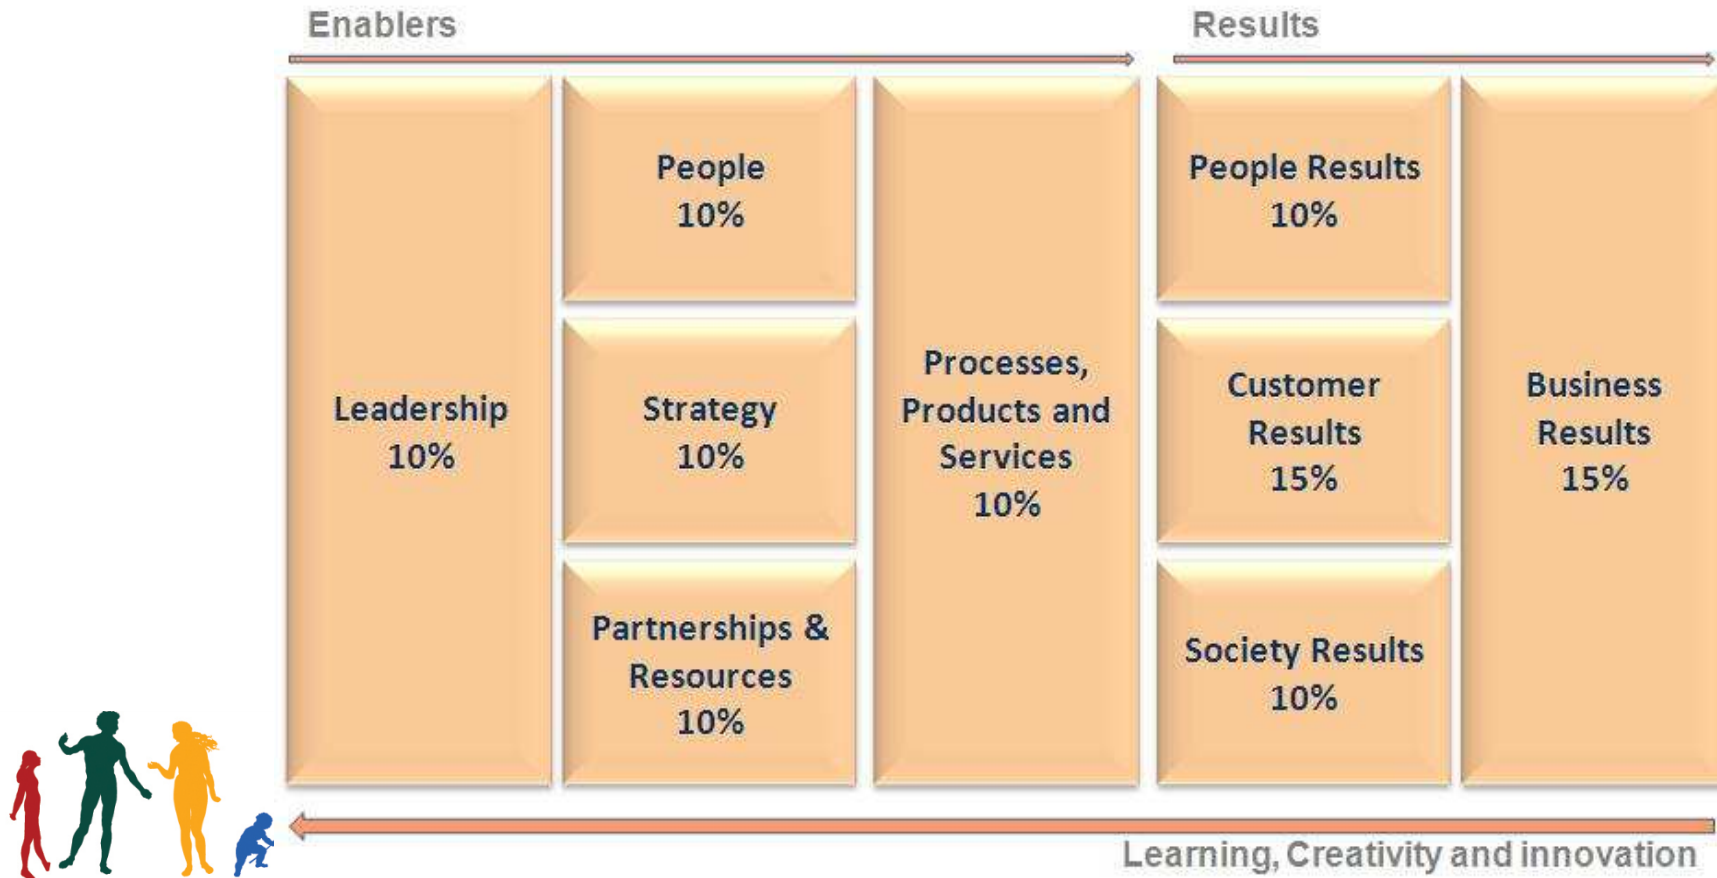 Enablers
Results
Leadership
10%
People
10%
Strategy
10%
Partnerships &
Resources
10%
Processes,
Products and
Services
10%
People Results
10%
Customer
Results
15%
Society Results
10%
Business
Results
15%
Learning, Creativity and innovation